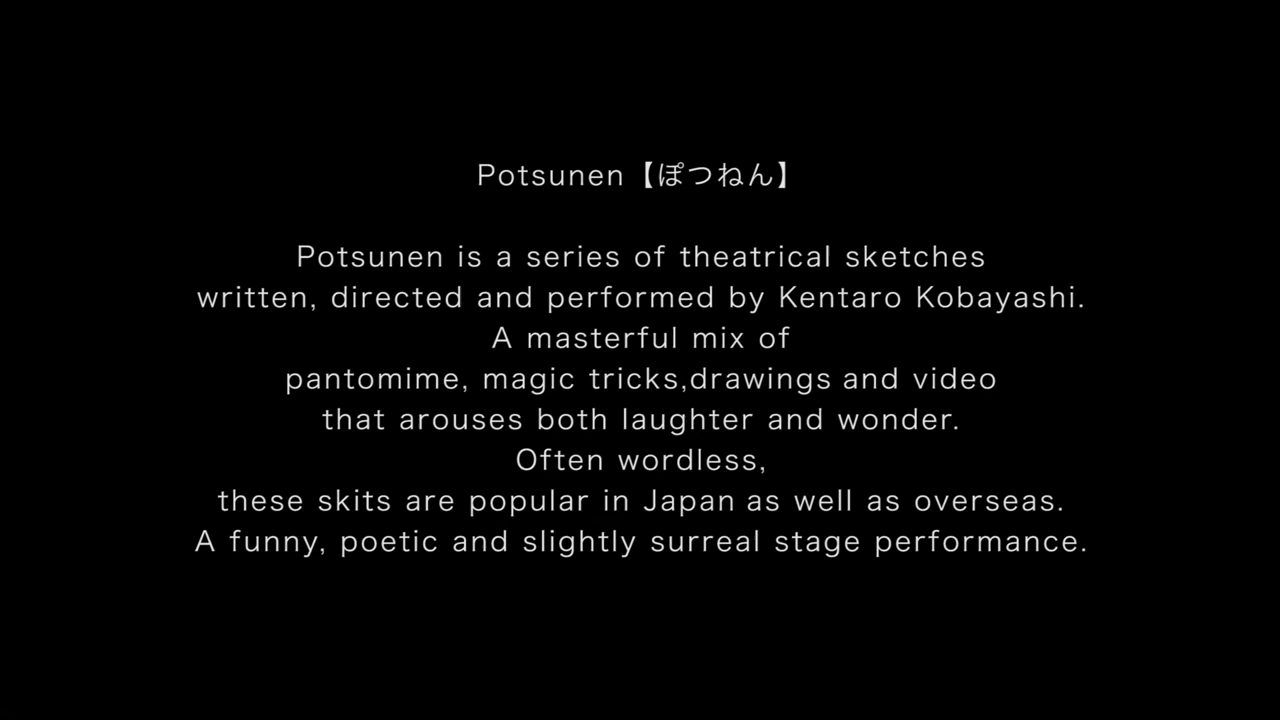 Potsunen【ぽつねん】
Potsunen is a series of theatrical sketches
written, directed and performed by Kentaro Kobayashi.
A masterful mix of
pantomime, magic tricks,drawings and video
that arouses both laughter and wonder.
Often wordless,
these skits are popular in Japan as well as overseas.
A funny, poetic and slightly surreal stage performance.